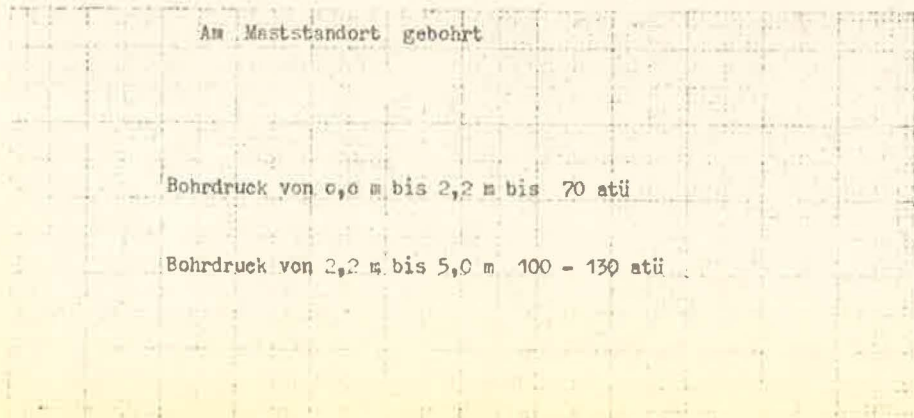 Am Maststandort gebohrt
Bohrdruck von o,o m bis 2,2 m bis 70 atü
Bohrdruck von 2,2 m bis 5,0 m 100 - 130 atü